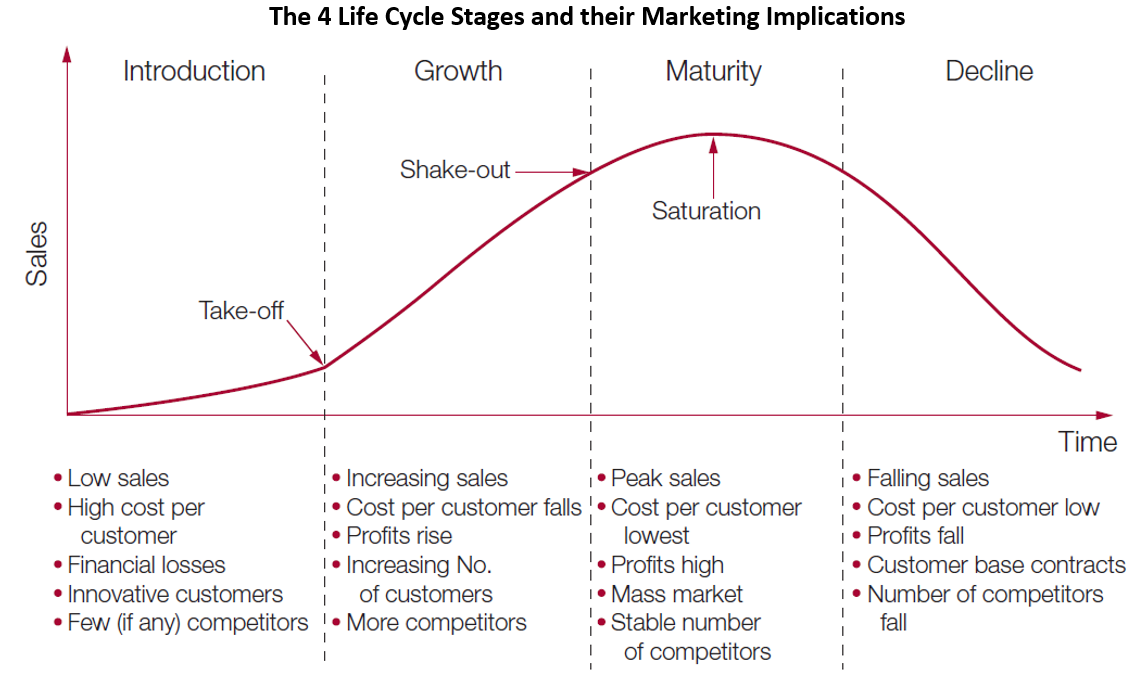 The 4 Life Cycle Stages and their Marketing Implications
Introduction
Growth
Maturity
Decline
Shake-out
Saturation
Sales
Take-off
Time
• Low sales
• High cost per
customer
• Financial losses
• Innovative customers
• Few (if any) competitors
• Increasing sales
• Cost per customer falls
• Profits rise
• Increasing No.
of customers
• More competitors
• Peak sales
• Cost per customer
lowest
• Profits high
• Mass market
• Stable number
of competitors
• Falling sales
• Cost per customer low
• Profits fall
• Customer base contracts
• Number of competitors
fall